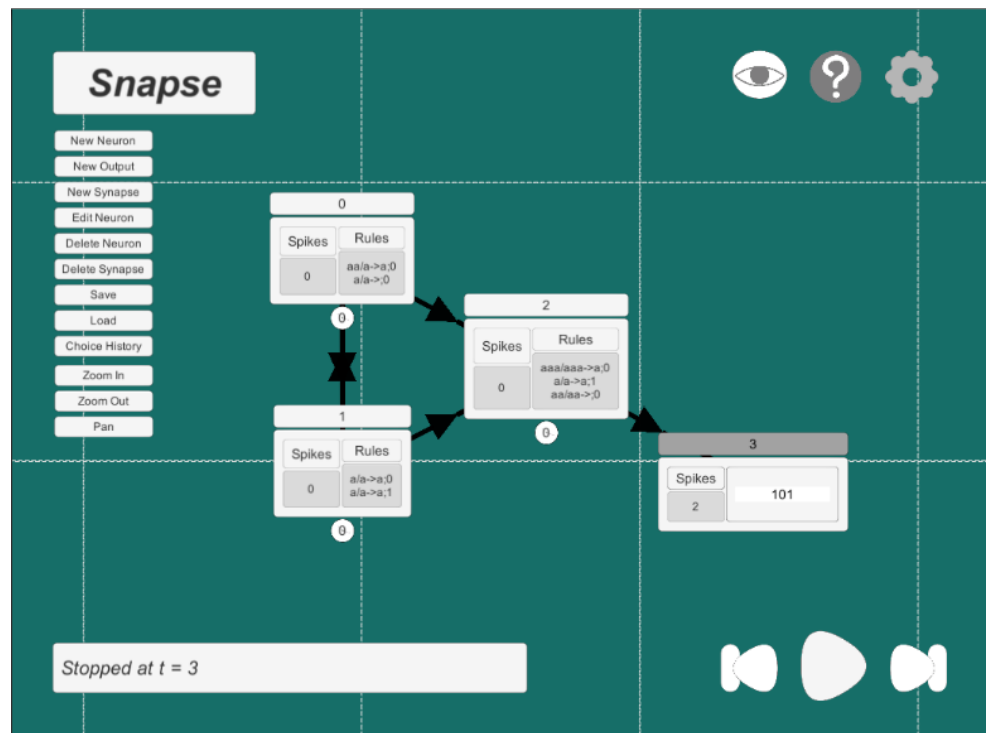 Snapse
?
New Neuron
New Output
New Synapse
Edit Neuron
Delete Neuron
Delete Synapse
Save
Load
Choice History
Zoom In
Zoom Out
Pan
0
Spikes
Rules
0
aa/a->a;0
a/a->;0
0
1
Spikes
Rules
0
a/a->a;0
a/a->a;1
0
2
Spikes
Rules
0
aaa/aaa->a;0
a/a->a;1
aa/aa->;0
0
3
Spikes
2
101
Stopped at t = 3